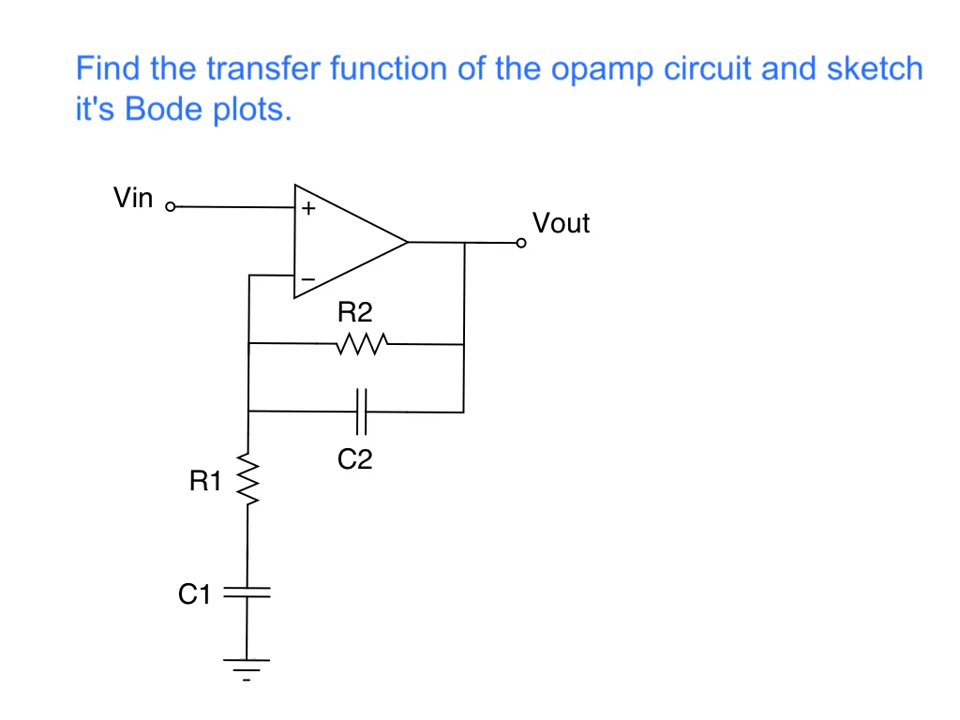 Find the transfer function of the opamp circuit and sketch
it's Bode plots.
Vin
+
Vout
−
R2
C2
R1
C1